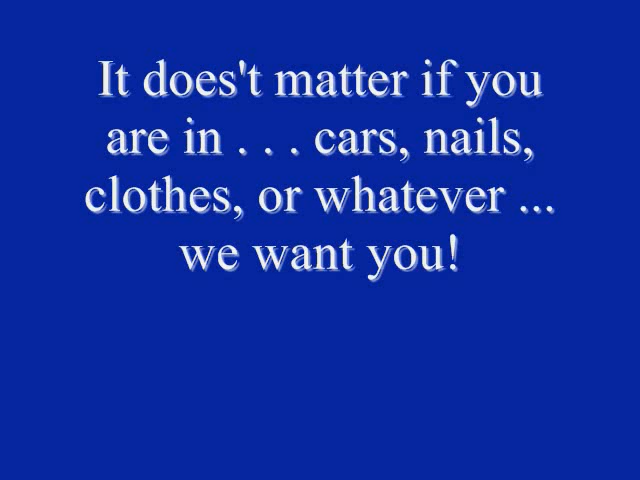 It does't matter if you
are in . . . cars, nails,
clothes, or whatever ...
we want you!